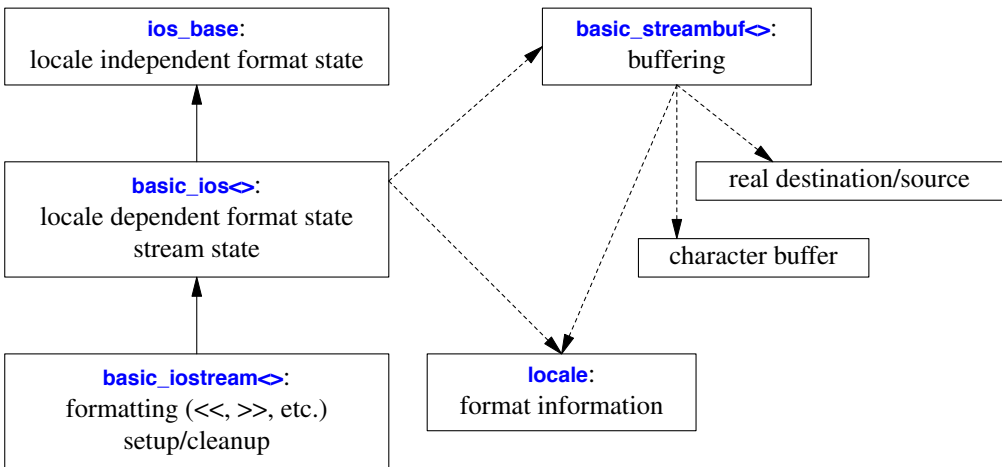 ios_base:
locale independent format state
basic_streambuf<>:
buffering
basic_ios<>:
locale dependent format state
stream state
real destination/source
character buffer
basic_iostream<>:
formatting (<<, >>, etc.)
setup/cleanup
locale:
format information